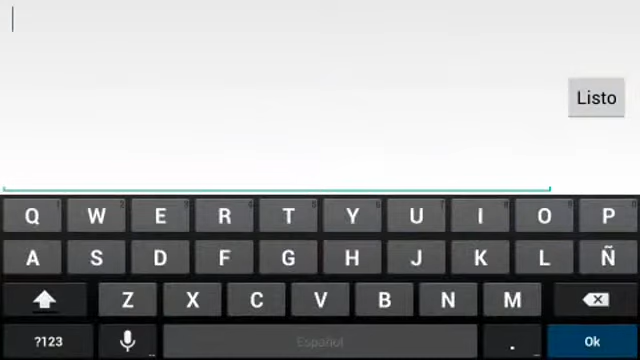 Listo
Q W E R T Y U I O P
A S D F G H J K L Ñ
Z X C V B N M
?123 Español . Ok